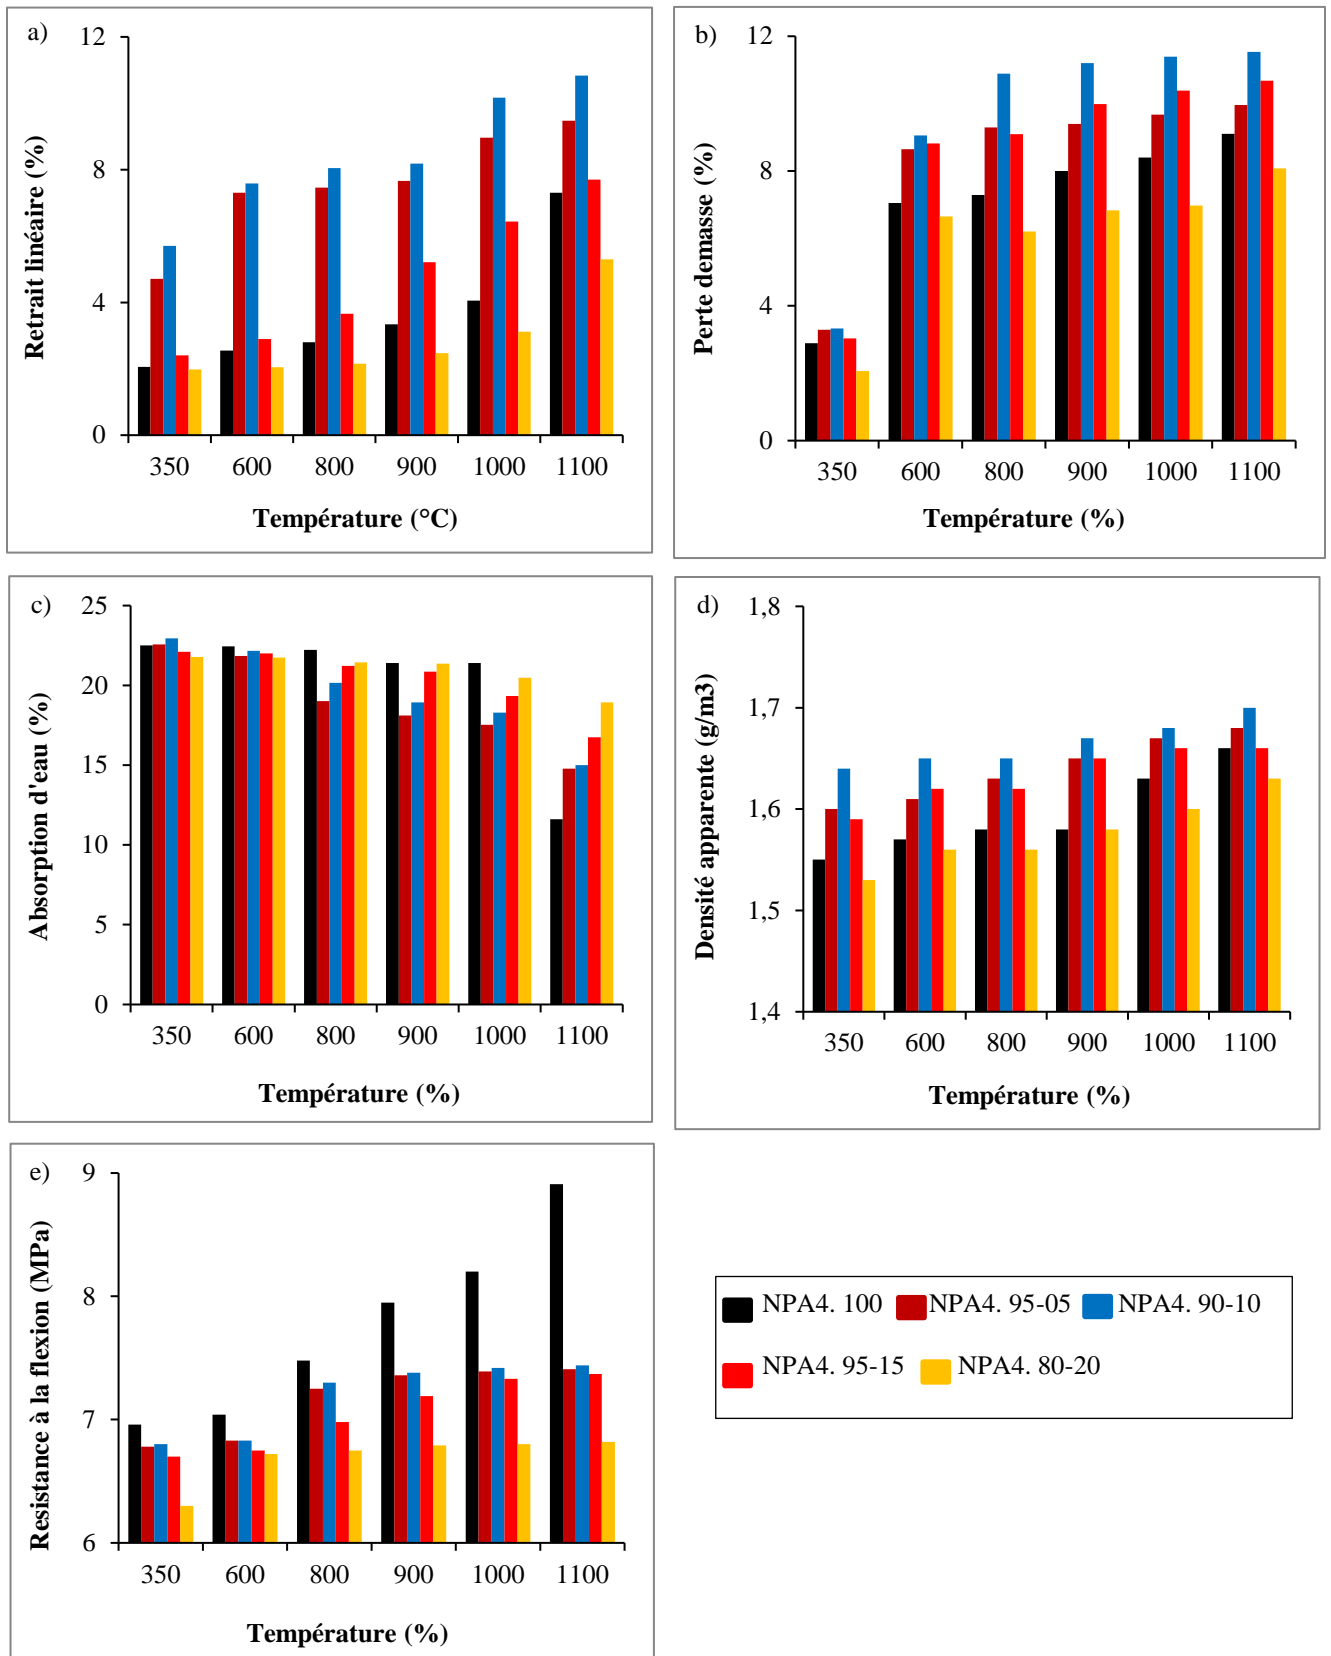 a)
12
8
4
0
Retrait linéaire (%)
350 600 800 900 1000 1100
Température (°C)
b)
12
8
4
0
Perte demasse (%)
350 600 800 900 1000 1100
Température (%)
c)
25
20
15
10
5
0
Absorption d'eau (%)
350 600 800 900 1000 1100
Température (%)
d)
1,8
1,7
1,6
1,5
1,4
Densité apparente (g/m3)
350 600 800 900 1000 1100
Température (%)
e)
9
8
7
6
Resistance à la flexion (MPa)
350 600 800 900 1000 1100
Température (%)
NPA4. 100 NPA4. 95-05 NPA4. 90-10
NPA4. 95-15 NPA4. 80-20